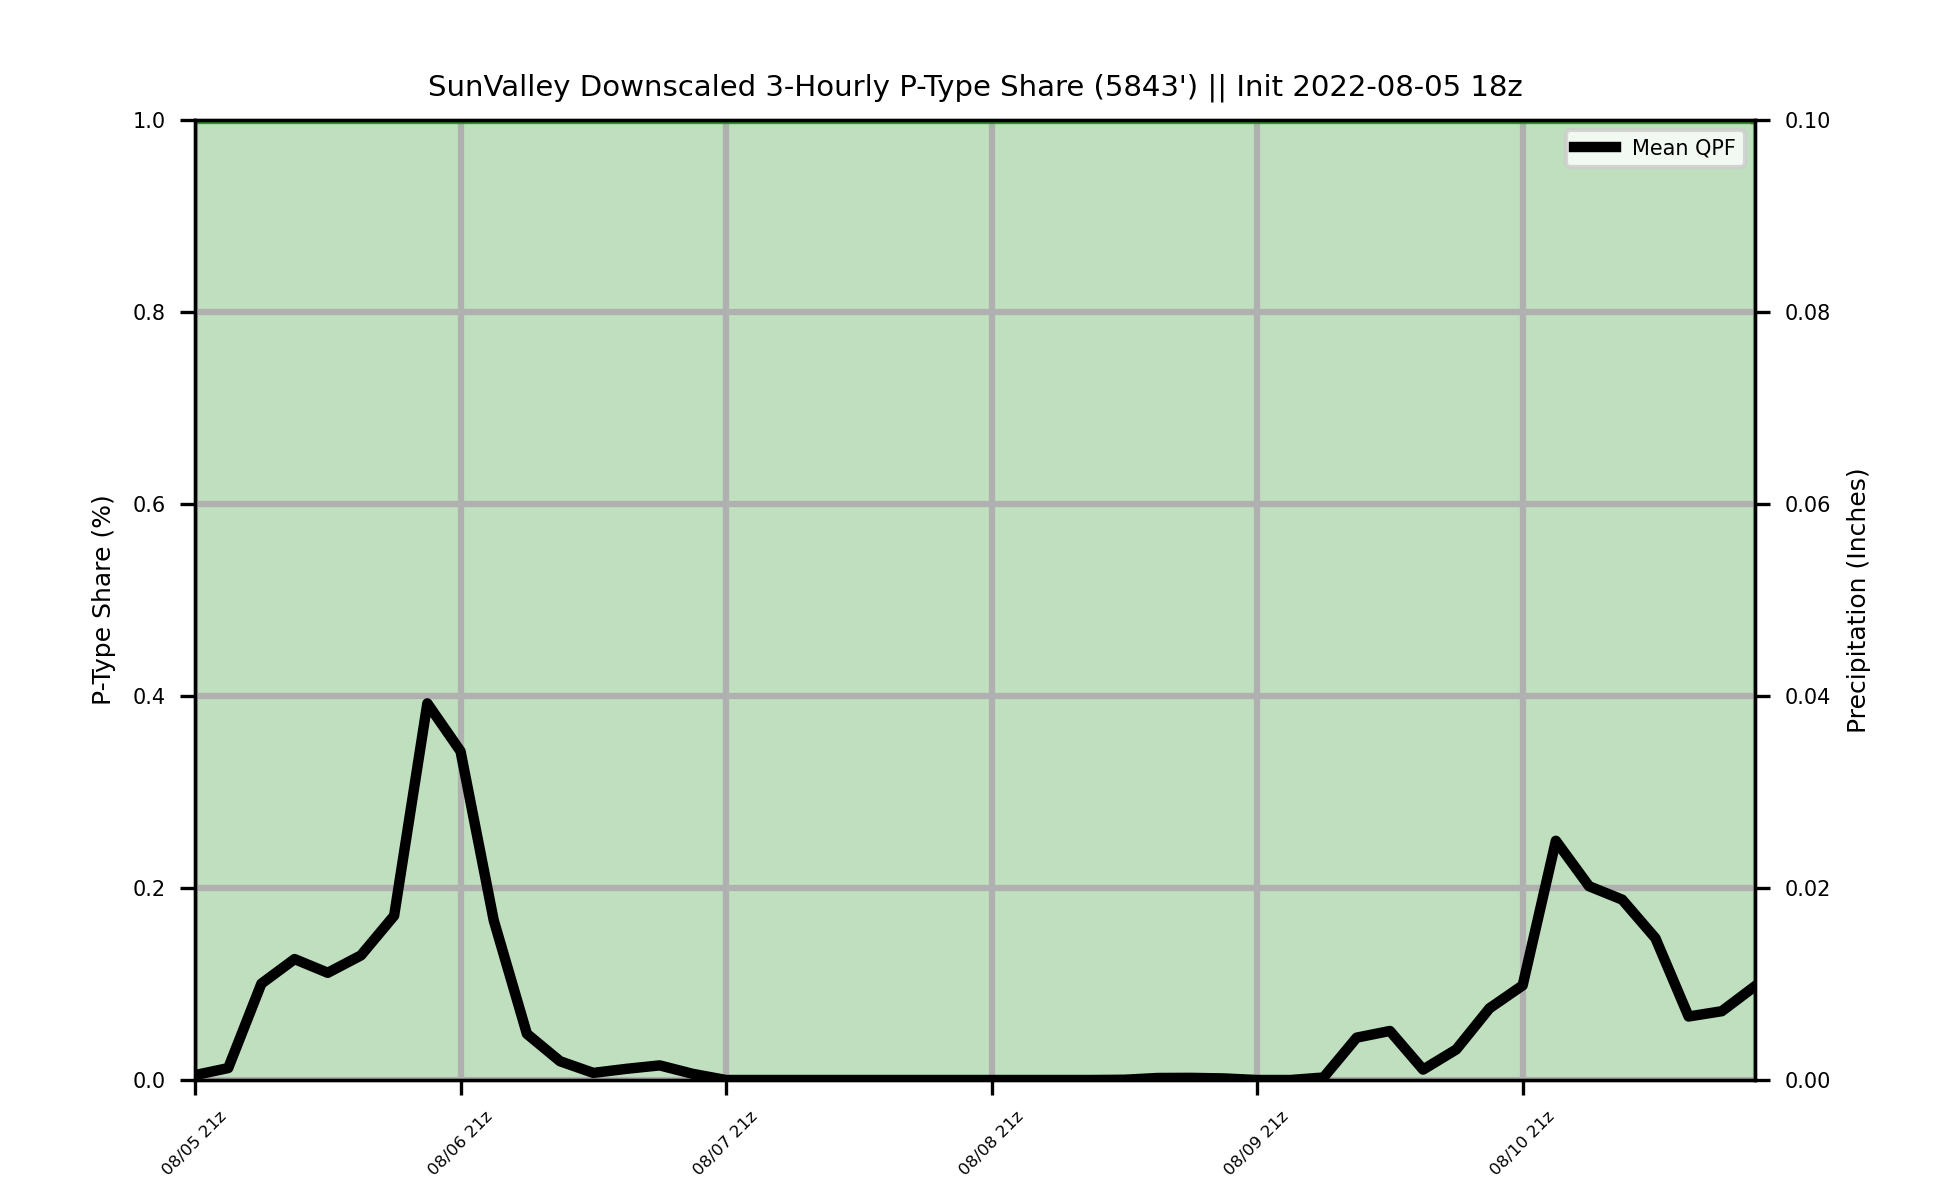 SunValley Downscaled 3-Hourly P-Type Share (5843') || Init 2022-08-05 18z
Mean QPF
P-Type Share (%)
1.0
0.8
0.6
0.4
0.2
0.0
0.10
0.08
0.06
0.04
0.02
0.00
Precipitation (Inches)
08/05 21z
08/06 21z
08/07 21z
08/08 21z
08/09 21z
08/10 21z